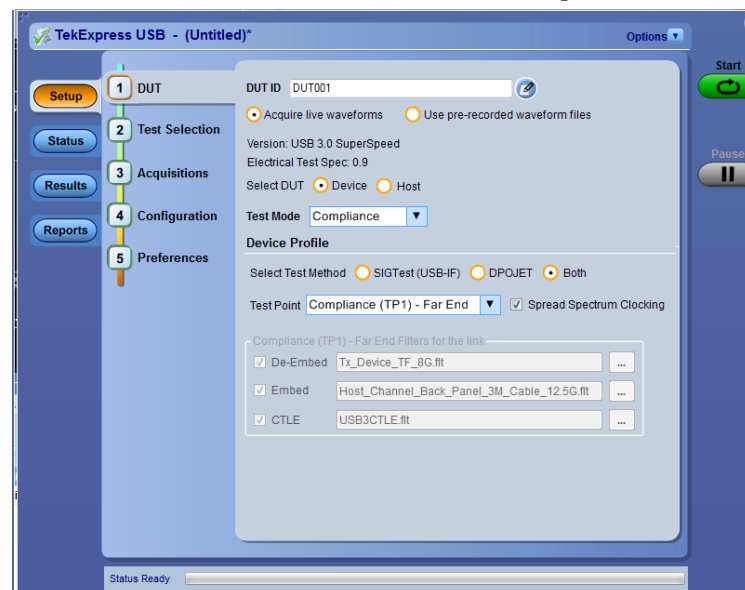 TekExpress USB - (Untitled)*
Options
Start
Pause
Setup
Status
Results
Reports
1 DUT
2 Test Selection
3 Acquisitions
4 Configuration
5 Preferences
DUT ID DUT001
Acquire live waveforms Use pre-recorded waveform files
Version: USB 3.0 SuperSpeed
Electrical Test Spec: 0.9
Select DUT Device Host
Test Mode Compliance
Device Profile
Select Test Method SIGTest (USB-IF) DPOJET Both
Test Point Compliance (TP1) - Far End Spread Spectrum Clocking
Compliance (TP1) - Far End Filters for the link
De-Embed Tx_Device_TF_8G.flt ...
Embed Host_Channel_Back_Panel_3M_Cable_12.5G.flt ...
CTLE USB3CTLE.flt ...
Status Ready